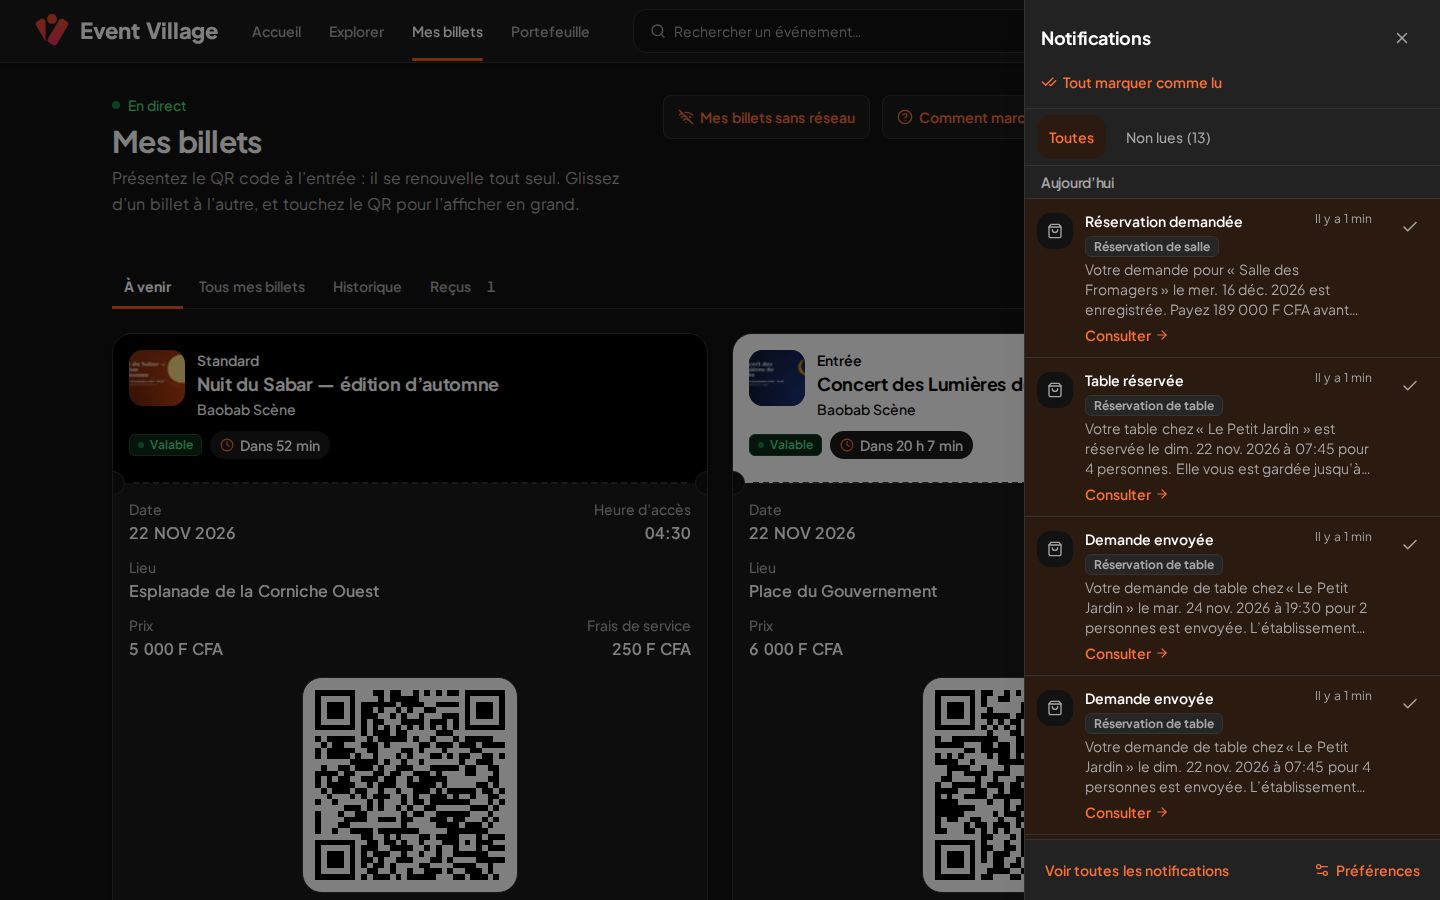 Event Village
Accueil
Explorer
Mes billets
Portefeuille
Rechercher un événement…
En direct
Mes billets
Présentez le QR code à l’entrée : il se renouvelle tout seul. Glissez
d’un billet à l’autre, et touchez le QR pour l’afficher en grand.
Mes billets sans réseau
Comment marc
À venir
Tous mes billets
Historique
Reçus 1
Standard
Nuit du Sabar — édition d’automne
Baobab Scène
Valable
Dans 52 min
Date
22 NOV 2026
Heure d’accès
04:30
Lieu
Esplanade de la Corniche Ouest
Prix
5 000 F CFA
Frais de service
250 F CFA
Entrée
Concert des Lumières d
Baobab Scène
Valable
Dans 20 h 7 min
Date
22 NOV 2026
Lieu
Place du Gouvernement
Prix
6 000 F CFA
Notifications
Tout marquer comme lu
Toutes
Non lues (13)
Aujourd’hui
Réservation demandée
Il y a 1 min
Réservation de salle
Votre demande pour « Salle des
Fromagers » le mer. 16 déc. 2026 est
enregistrée. Payez 189 000 F CFA avant…
Consulter
Table réservée
Il y a 1 min
Réservation de table
Votre table chez « Le Petit Jardin » est
réservée le dim. 22 nov. 2026 à 07:45 pour
4 personnes. Elle vous est gardée jusqu’à…
Consulter
Demande envoyée
Il y a 1 min
Réservation de table
Votre demande de table chez « Le Petit
Jardin » le mar. 24 nov. 2026 à 19:30 pour 2
personnes est envoyée. L’établissement…
Consulter
Demande envoyée
Il y a 1 min
Réservation de table
Votre demande de table chez « Le Petit
Jardin » le dim. 22 nov. 2026 à 07:45 pour 4
personnes est envoyée. L’établissement…
Consulter
Voir toutes les notifications
Préférences